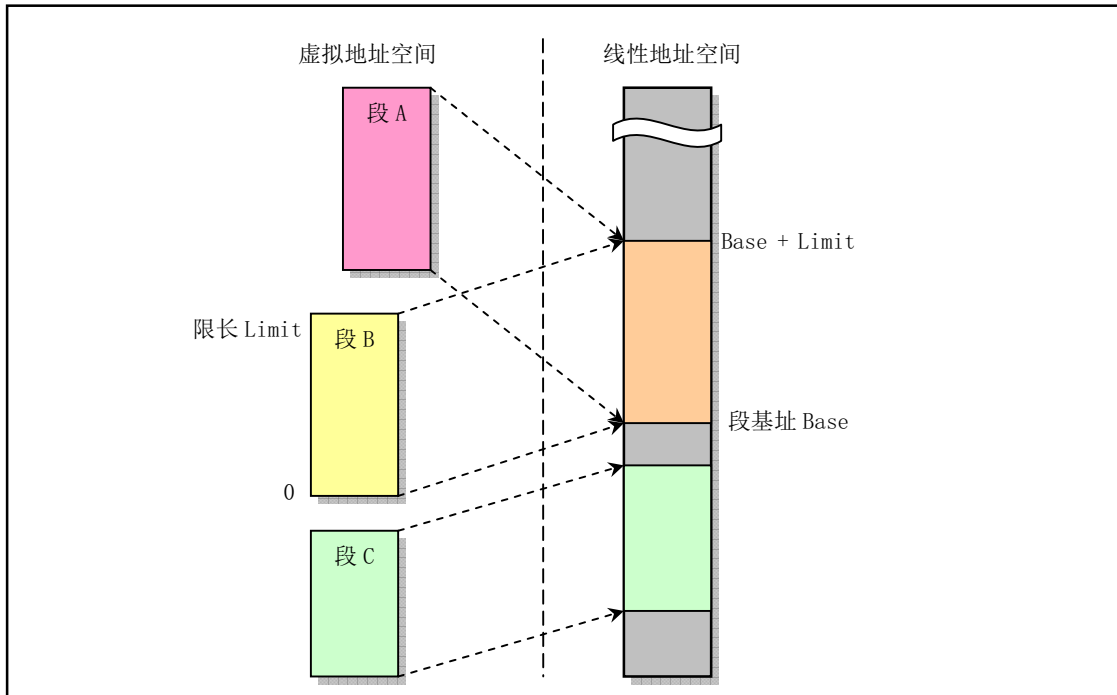 虚拟地址空间
线性地址空间
段 A
Base + Limit
限长 Limit
段 B
段基址 Base
0
段 C